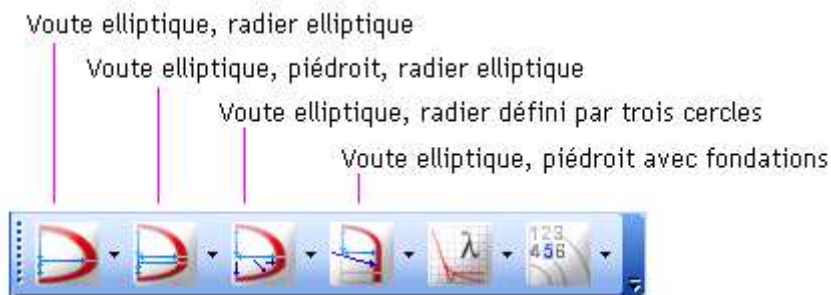 Voute elliptique, radier elliptique
Voute elliptique, piédroit, radier elliptique
Voute elliptique, radier défini par trois cercles
Voute elliptique, piédroit avec fondations
λ
123
456